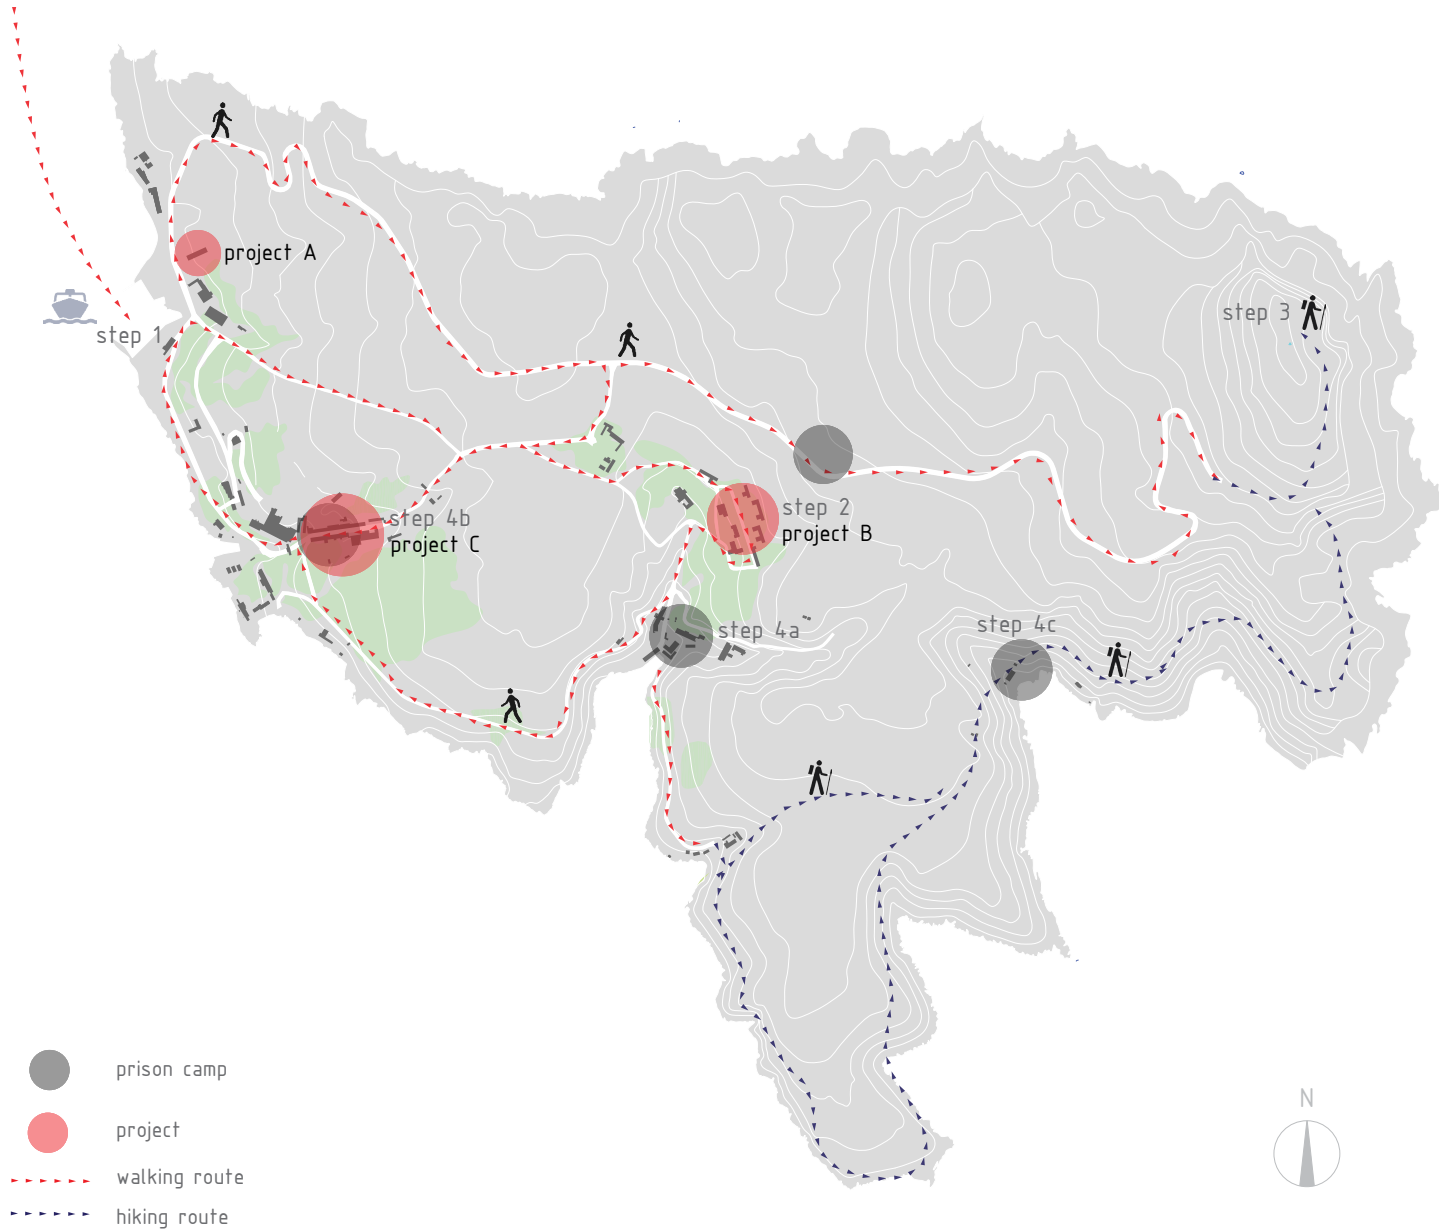 project A
step 1
step 3
step 2
project B
step 4b
project C
step 4a
step 4c
prison camp
project
walking route
hiking route
N